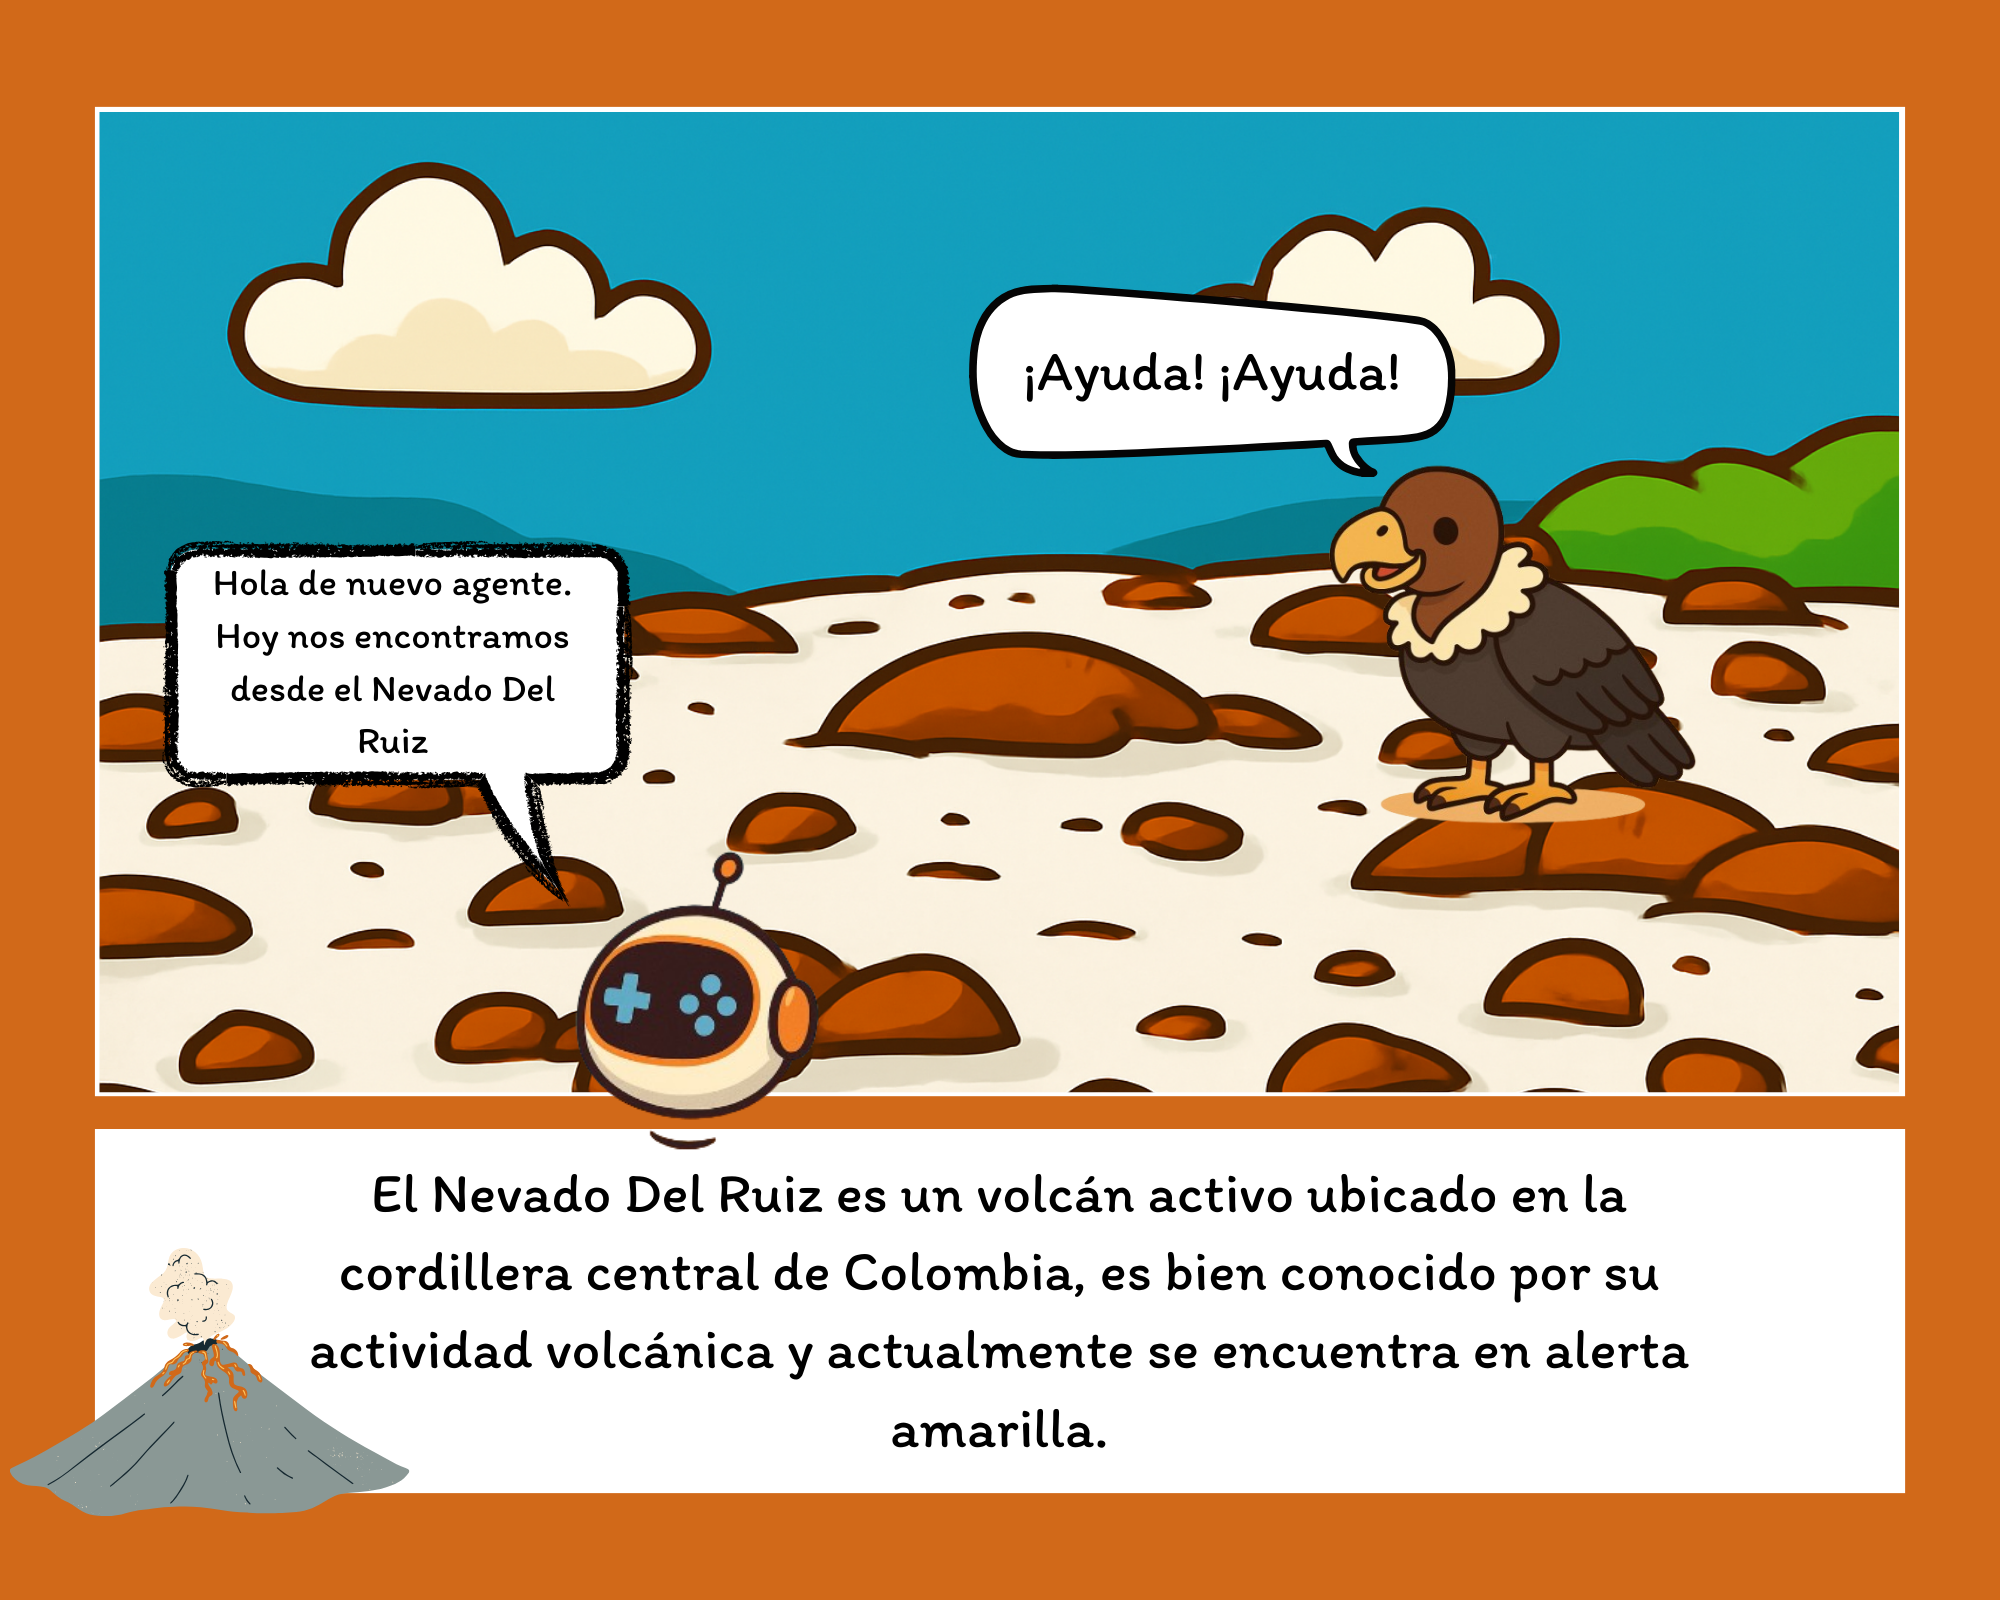 ¡Ayuda! ¡Ayuda!
Hola de nuevo agente.
Hoy nos encontramos
desde el Nevado Del
Ruiz
El Nevado Del Ruiz es un volcán activo ubicado en la
cordillera central de Colombia, es bien conocido por su
actividad volcánica y actualmente se encuentra en alerta
amarilla.